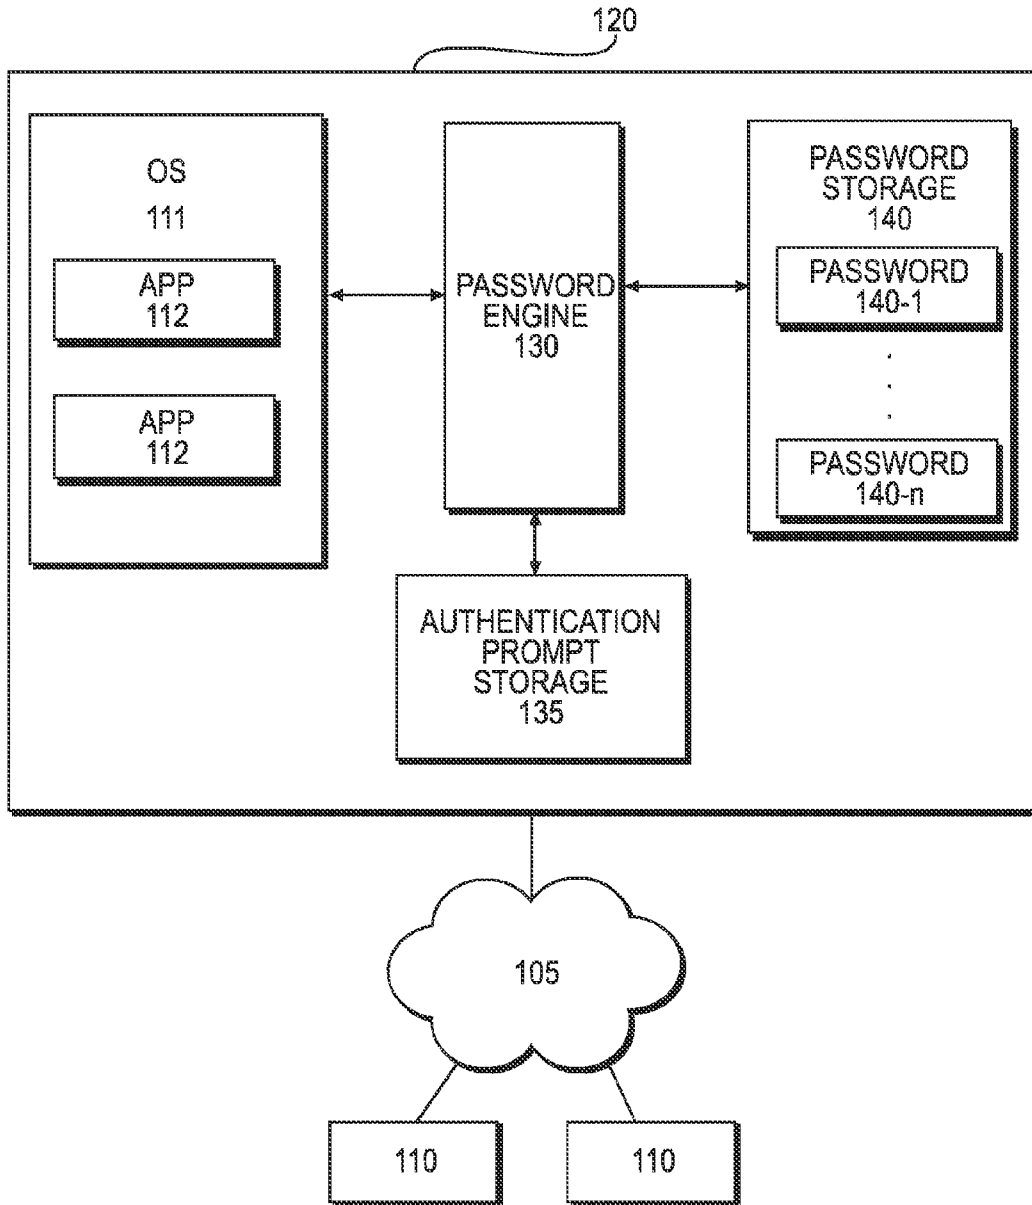 120
OS
111
APP
112
APP
112
PASSWORD
ENGINE
130
PASSWORD
STORAGE
140
PASSWORD
140-1
PASSWORD
140-n
AUTHENTICATION
PROMPT
STORAGE
135
105
110
110